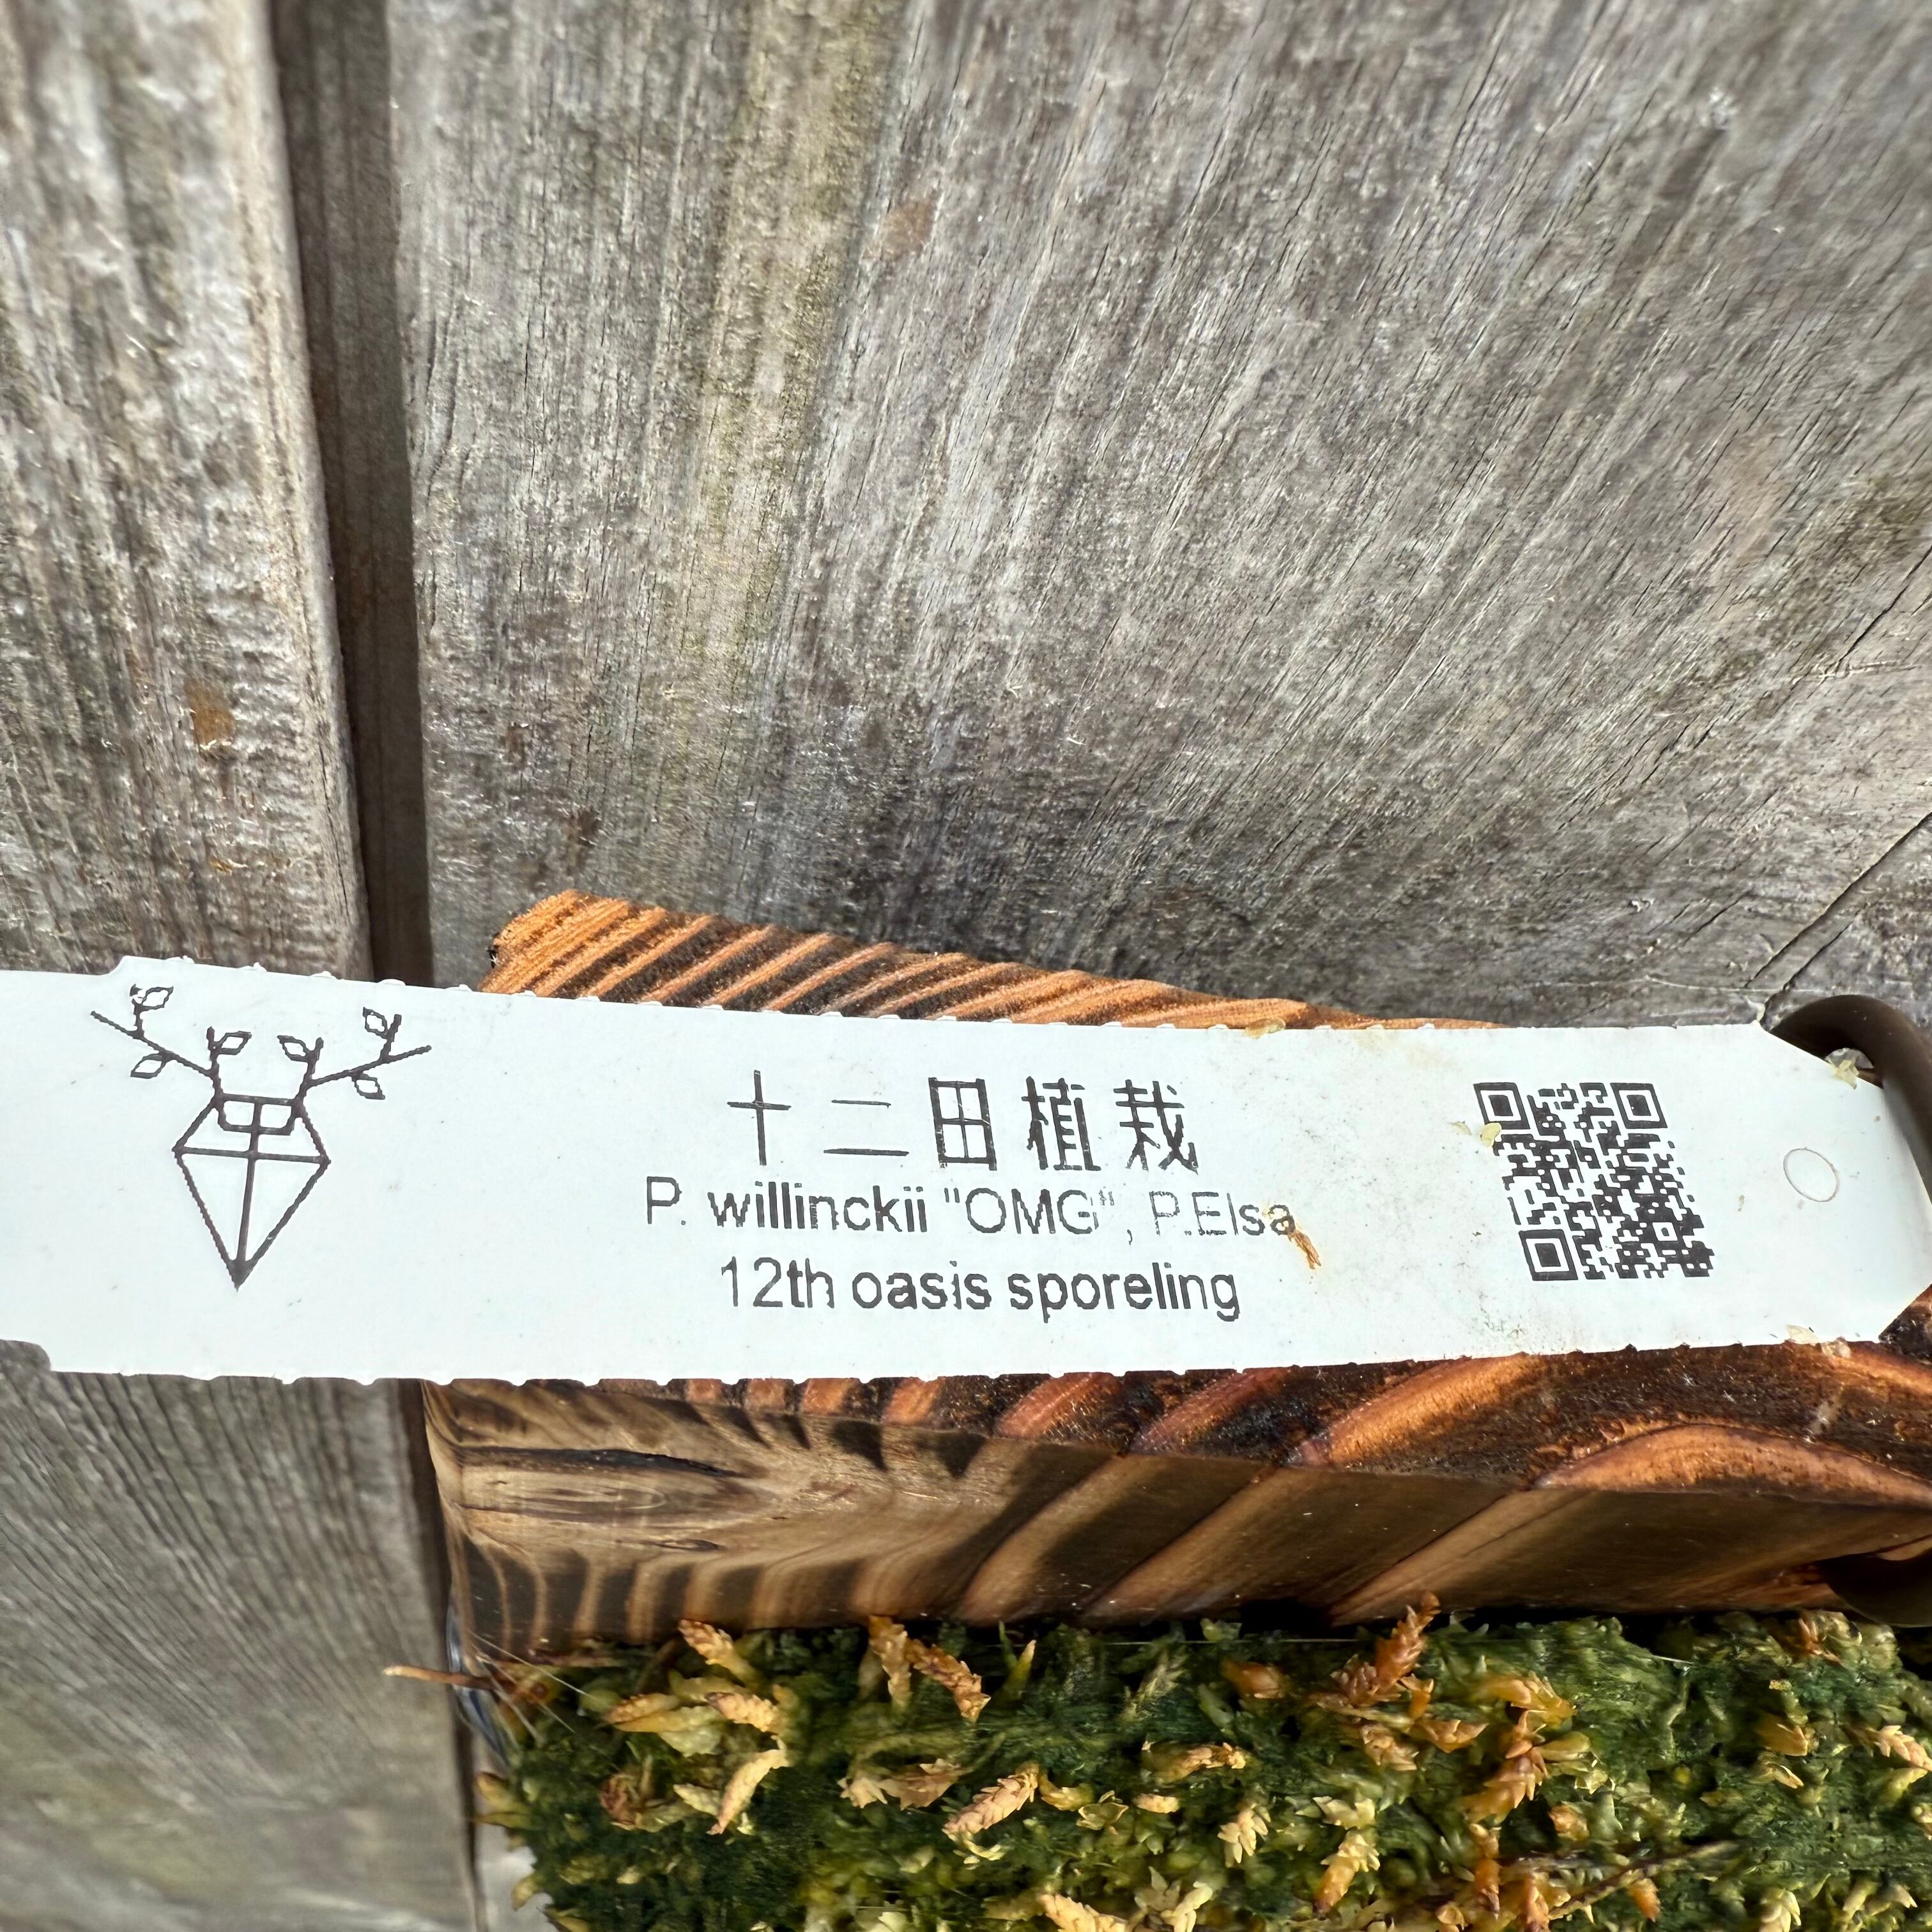 十二田植栽
P. willinckii "OMG", P.Elsa
12th oasis sporeling